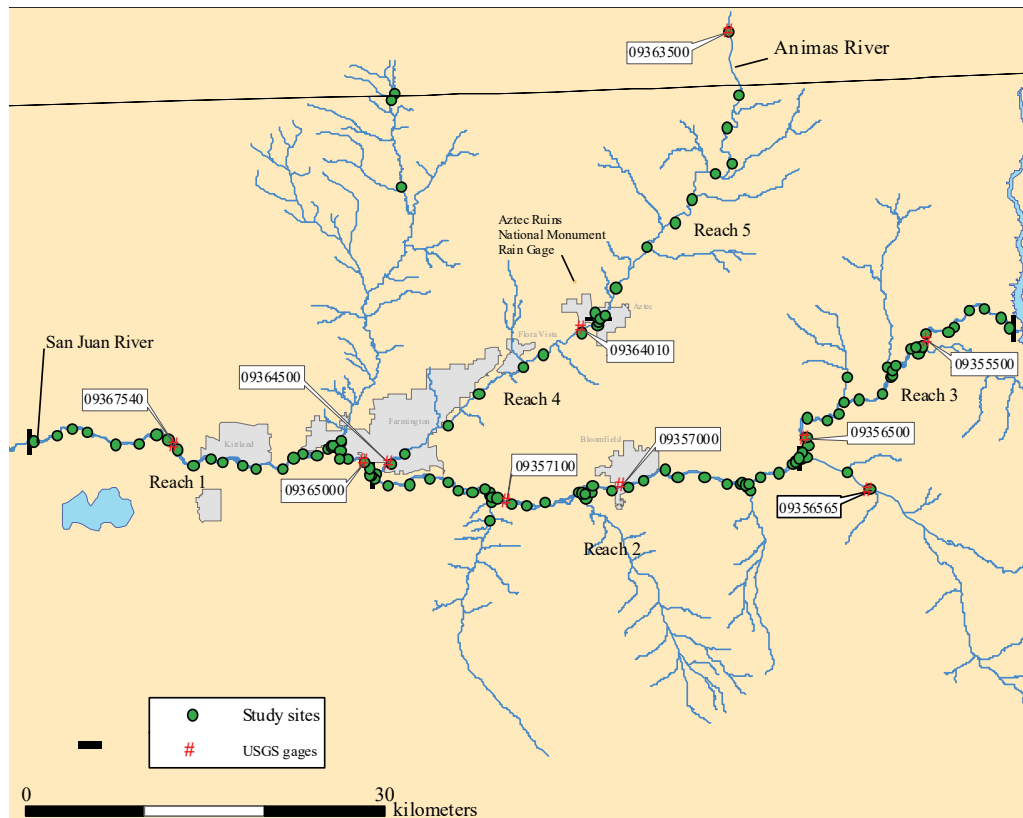 09363500
Animas River
Aztec Ruins
National Monument
Rain Gage
Reach 5
Aztec
San Juan River
09364010
Flora Vista
09355500
09364500
09367540
Reach 4
Reach 3
Farmington
Kirtland
Bloomfield
09357000
09356500
09357100
Reach 1
09365000
09356565
Reach 2
Study sites
# USGS gages
0
30
kilometers